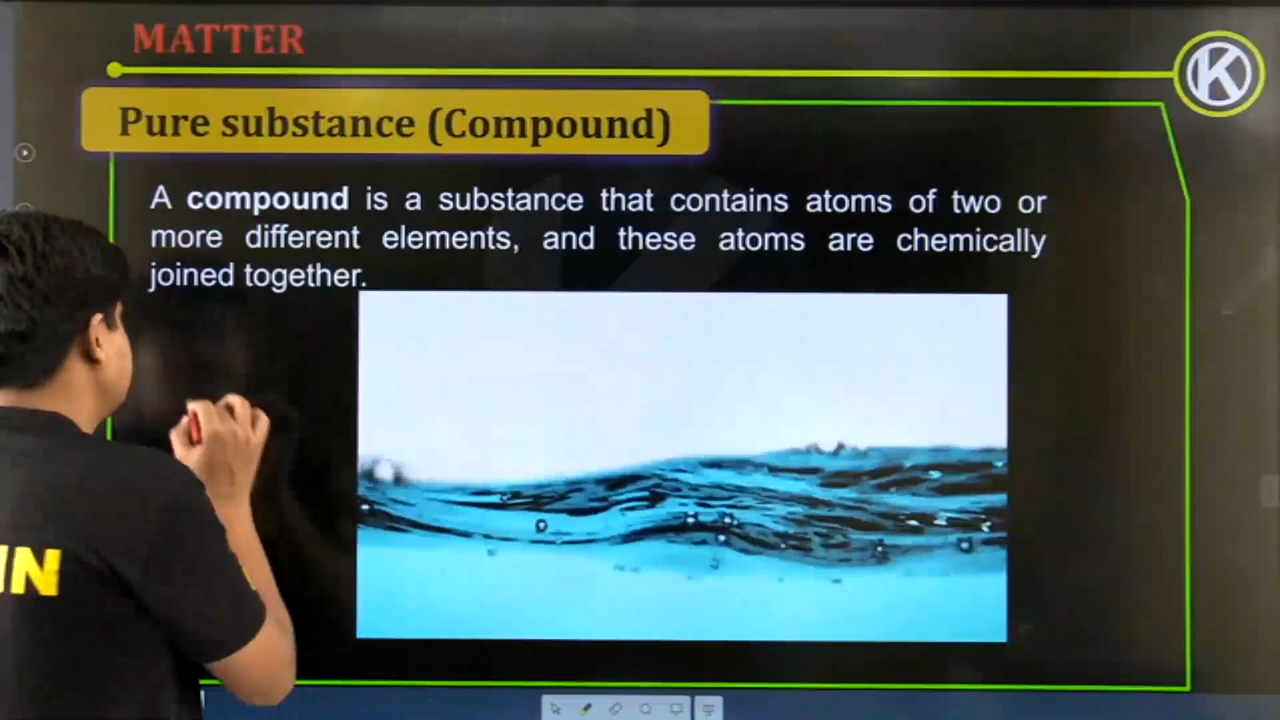 MATTER
K
Pure substance (Compound)
A compound is a substance that contains atoms of two or
more different elements, and these atoms are chemically
joined together.
IN